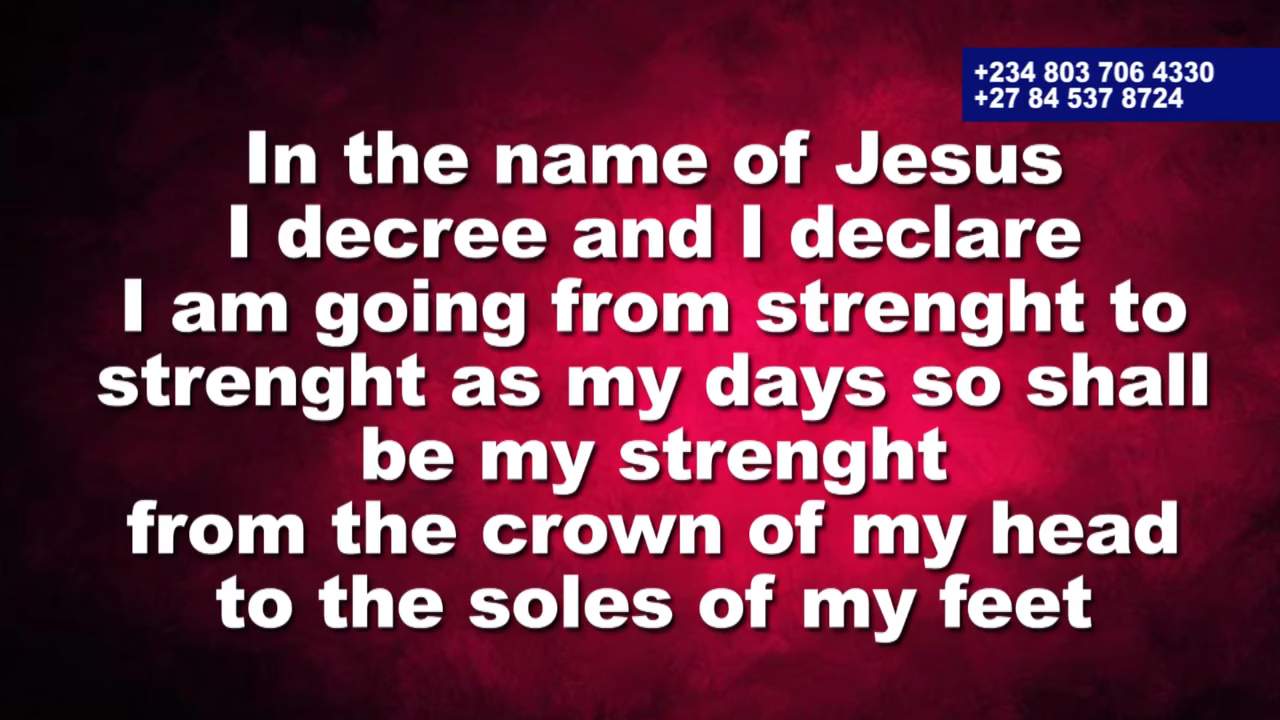 +234 803 706 4330
+27 84 537 8724
In the name of Jesus
I decree and I declare
I am going from strenght to
strenght as my days so shall
be my strenght
from the crown of my head
to the soles of my feet